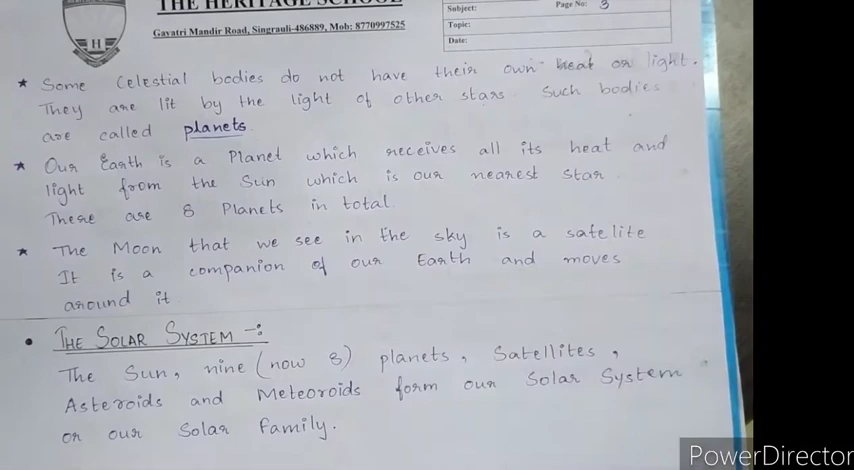 THE HERITAGE SCHOOL
Gayatri Mandir Road, Singrauli-486889, Mob: 8770997525
Subject: Page No: 3
Topic:
Date:
H
★ Some Celestial bodies do not have their own heat or light.
They are lit by the light of other stars Such bodies
are called planets
★ Our Earth is a Planet which receives all its heat and
light from the Sun which is our nearest star
There are 8 Planets in total
★ The Moon that we see in the sky is a satelite
It is a companion of our Earth and moves
around it
• THE SOLAR SYSTEM -:
The Sun, nine (now 8) planets, Satellites,
Asteroids and Meteoroids form our Solar System
or our Solar family.
PowerDirector